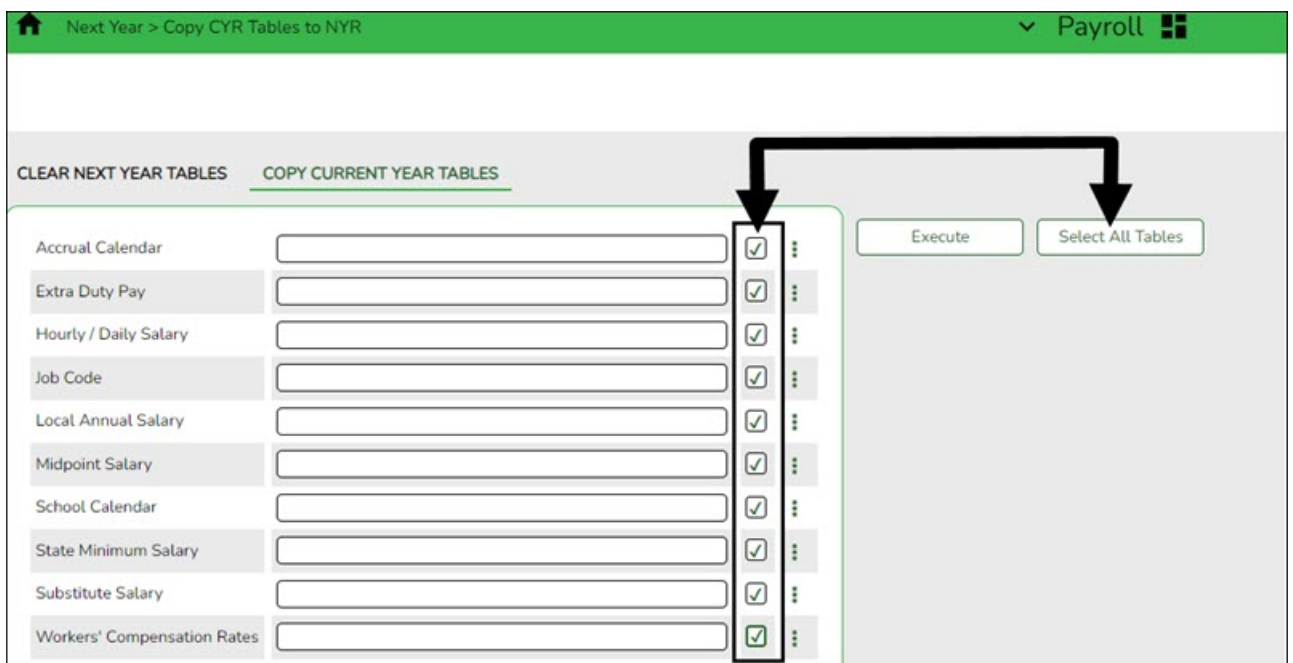 Next Year > Copy CYR Tables to NYR
Payroll
CLEAR NEXT YEAR TABLES
COPY CURRENT YEAR TABLES
Execute
Select All Tables
Accrual Calendar
Extra Duty Pay
Hourly / Daily Salary
Job Code
Local Annual Salary
Midpoint Salary
School Calendar
State Minimum Salary
Substitute Salary
Workers' Compensation Rates